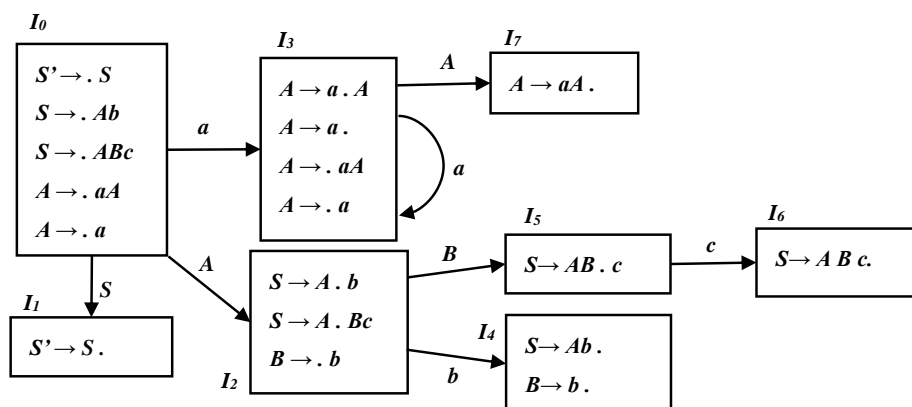 I0
S' → . S
S → . Ab
S → . ABc
A → . aA
A → . a
a
I3
A → a . A
A → a .
A → . aA
A → . a
a
A
I7
A → aA .
S
I1
S' → S .
A
I2
S → A . b
S → A . Bc
B → . b
B
I5
S → AB . c
c
I6
S → A B c.
b
I4
S → Ab .
B → b .